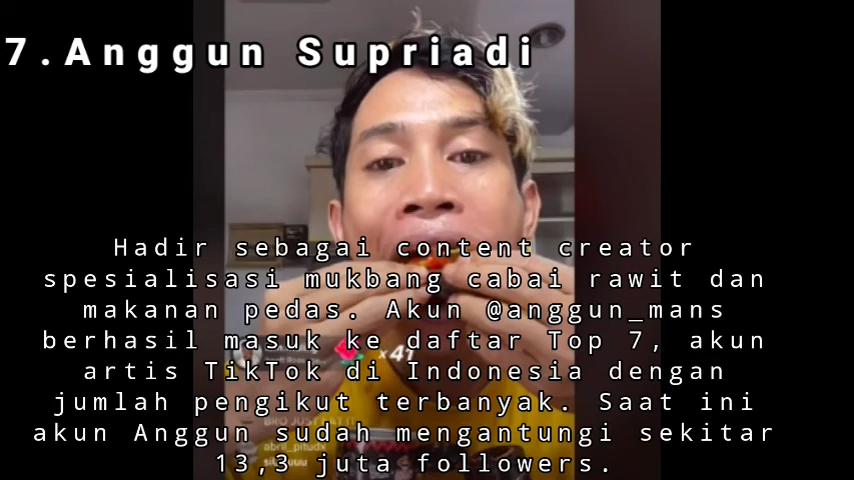 7.Anggun Supriadi
Hadir sebagai content creator
spesialisasi mukbang cabai rawit dan
makanan pedas. Akun @anggun_mans
berhasil masuk ke daftar Top 7, akun
artis TikTok di Indonesia dengan
jumlah pengikut terbanyak. Saat ini
akun Anggun sudah mengantungi sekitar
13,3 juta followers.
×41